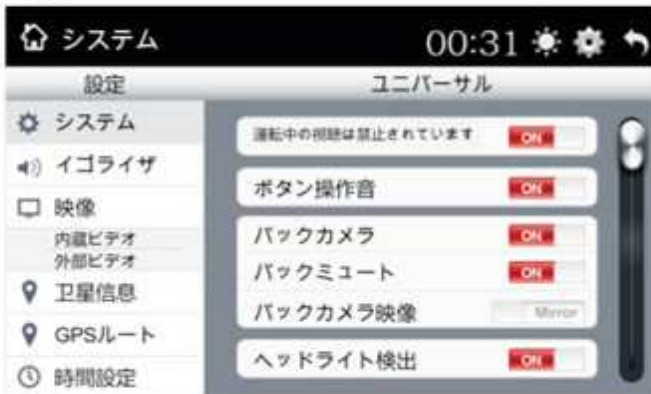 システム
00:31
設定
ユニバーサル
システム
イゴライザ
映像
内蔵ビデオ
外部ビデオ
卫星信息
GPSルート
時間設定
運転中の視聴は禁止されています ON
ボタン操作音 ON
バックカメラ ON
バックミュート ON
バックカメラ映像 Mirror
ヘッドライト検出 ON